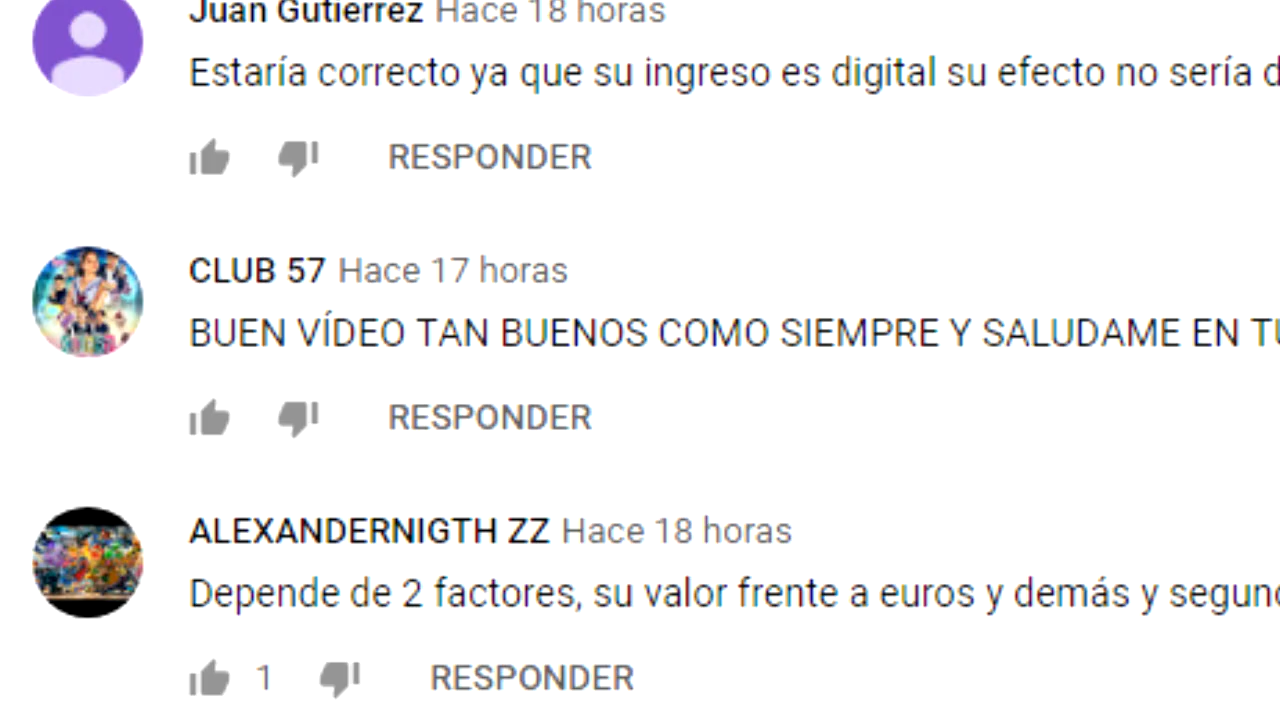 Juan Gutierrez Hace 18 horas
Estaría correcto ya que su ingreso es digital su efecto no sería
RESPONDER
CLUB 57 Hace 17 horas
BUEN VÍDEO TAN BUENOS COMO SIEMPRE Y SALUDAME EN
RESPONDER
ALEXANDERNIGTH ZZ Hace 18 horas
Depende de 2 factores, su valor frente a euros y demás y
1 RESPONDER